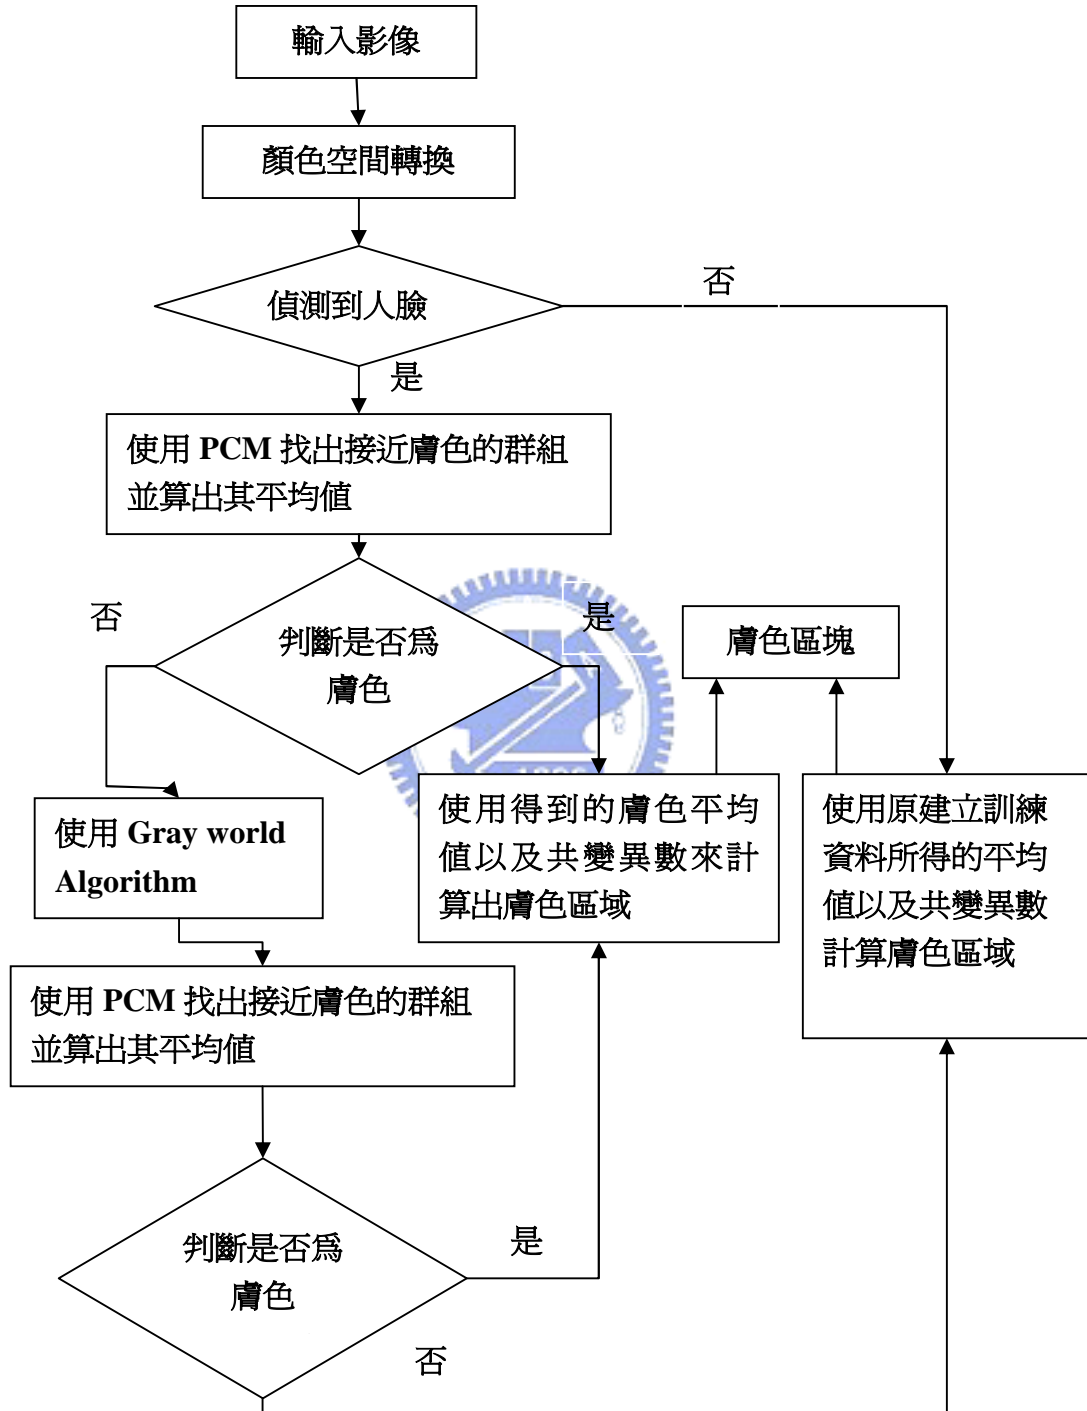 輸入影像
顏色空間轉換
偵測到人臉
否
是
使用 PCM 找出接近膚色的群組
並算出其平均值
判斷是否為
膚色
否
是
膚色區塊
使用 Gray world
Algorithm
使用得到的膚色平均
值以及共變異數來計
算出膚色區域
使用原建立訓練
資料所得的平均
值以及共變異數
計算膚色區域
使用 PCM 找出接近膚色的群組
並算出其平均值
判斷是否為
膚色
是
否